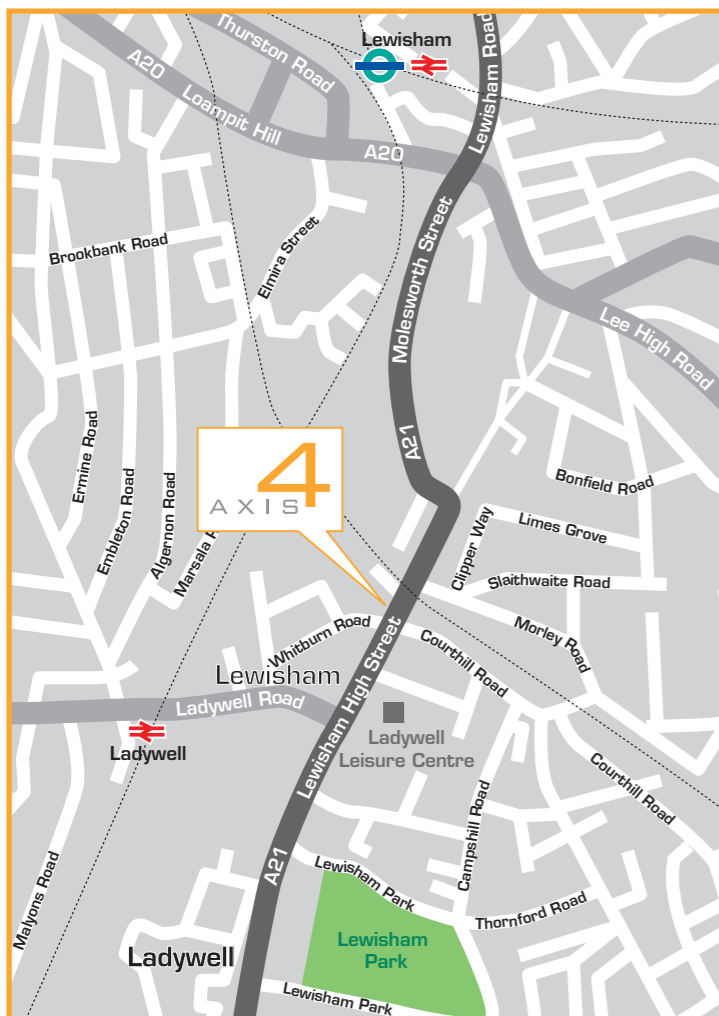 Thurston Road
Lewisham
Lewisham Road
A20
Loampit Hill
A20
Brookbank Road
Elmira Street
Molesworth Street
Lee High Road
A21
4
AXIS
Ermine Road
Embleton Road
Algernon Road
Marsala
Bonfield Road
Clipper Way
Limes Grove
Slaithwaite Road
Morley Road
Whitburn Road
Courthill Road
Lewisham
Lewisham High Street
Ladywell Road
Ladywell
Ladywell
Leisure Centre
Courthill Road
Campshill Road
A21
Lewisham Park
Thornford Road
Malyons Road
Lewisham
Park
Ladywell
Lewisham Park